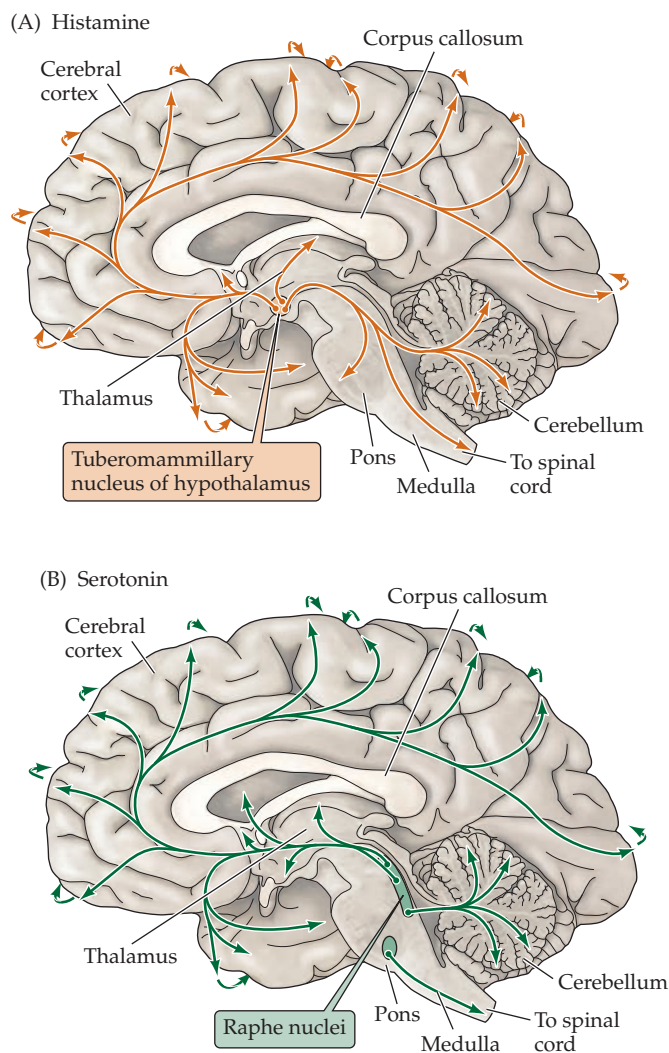 (A) Histamine
Corpus callosum
Cerebral
cortex
Thalamus
Cerebellum
Pons
To spinal
cord
Medulla
Tuberomammillary
nucleus of hypothalamus
(B) Serotonin
Corpus callosum
Cerebral
cortex
Thalamus
Cerebellum
Pons
To spinal
cord
Medulla
Raphe nuclei